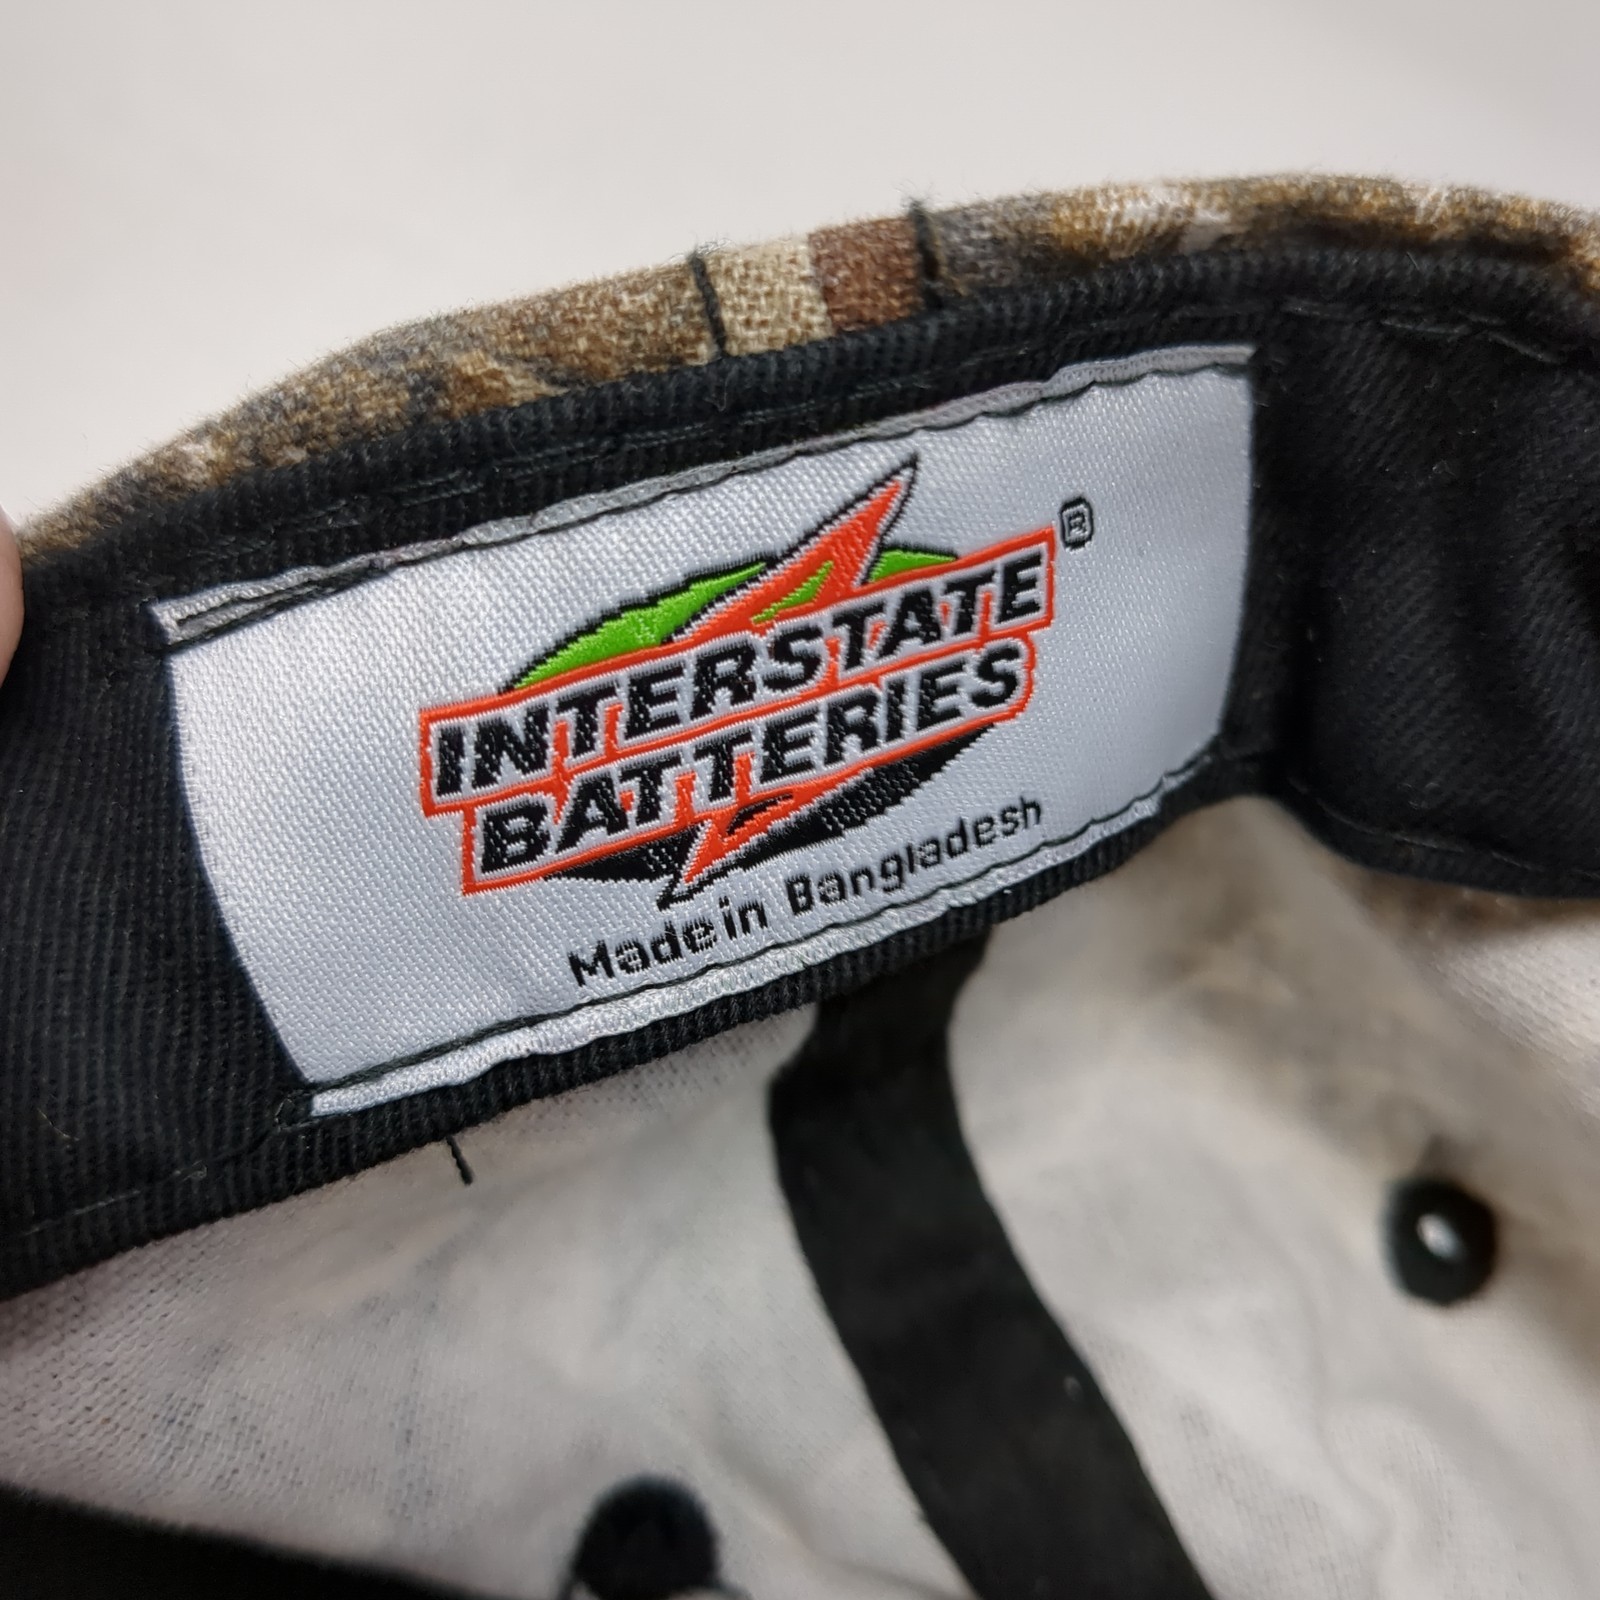 INTERSTATE ®
BATTERIES
Made in Bangladesh